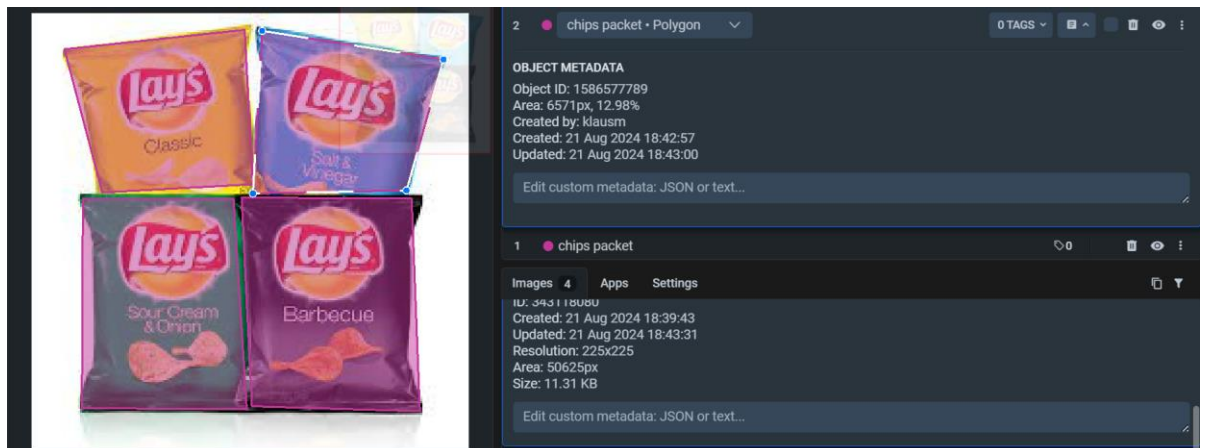 Lay's
Classic
Lay's
Salt &
Vinegar
Lay's
Sour Cream
& Onion
Lay's
Barbecue
2 chips packet • Polygon 0 TAGS
OBJECT METADATA
Object ID: 1586577789
Area: 6571px, 12.98%
Created by: klausm
Created: 21 Aug 2024 18:42:57
Updated: 21 Aug 2024 18:43:00
Edit custom metadata: JSON or text...
1 chips packet 0
Images 4 Apps Settings
ID: 343118080
Created: 21 Aug 2024 18:39:43
Updated: 21 Aug 2024 18:43:31
Resolution: 225x225
Area: 50625px
Size: 11.31 KB
Edit custom metadata: JSON or text...